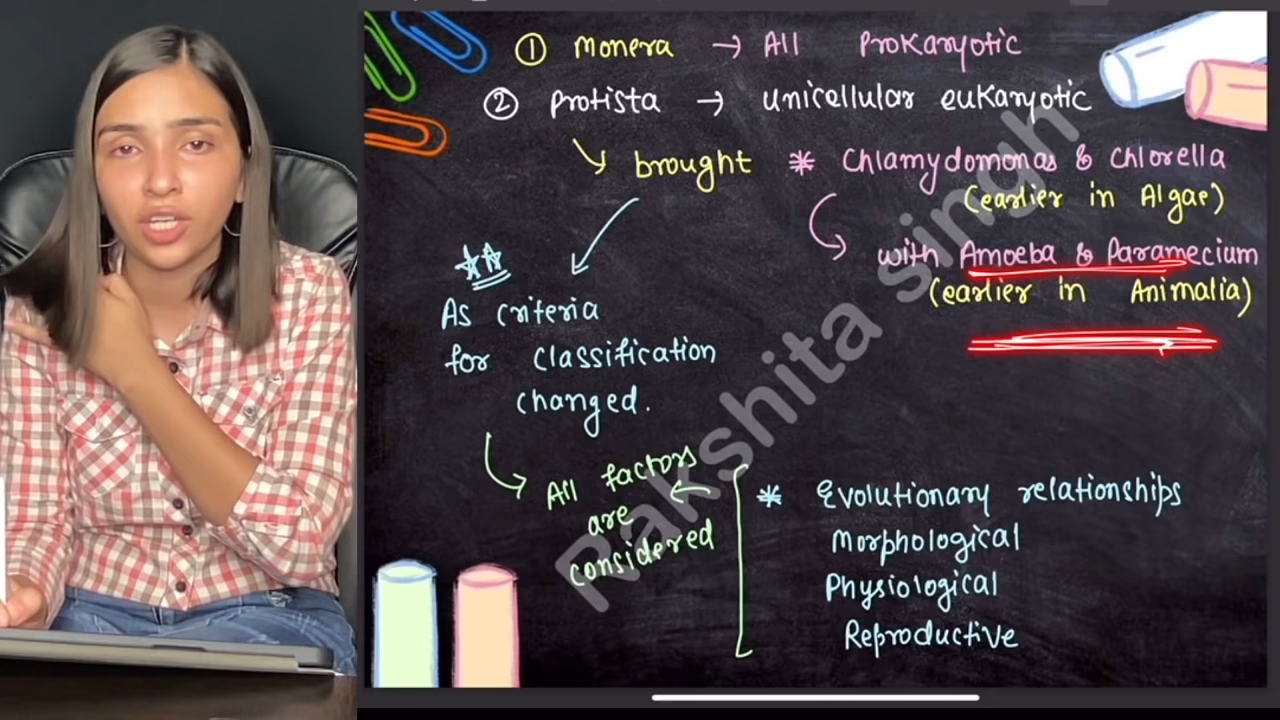 ① Monera → All Prokaryotic
② Protista → Unicellular eukaryotic
↘ brought * Chlamydomonas & Chlorella
(earlier in Algae)
with Amoeba & Paramecium
(earlier in Animalia)
As criteria
for classification
changed.
All factors
are
considered
* Evolutionary relationships
Morphological
Physiological
Reproductive
Rakshita singh